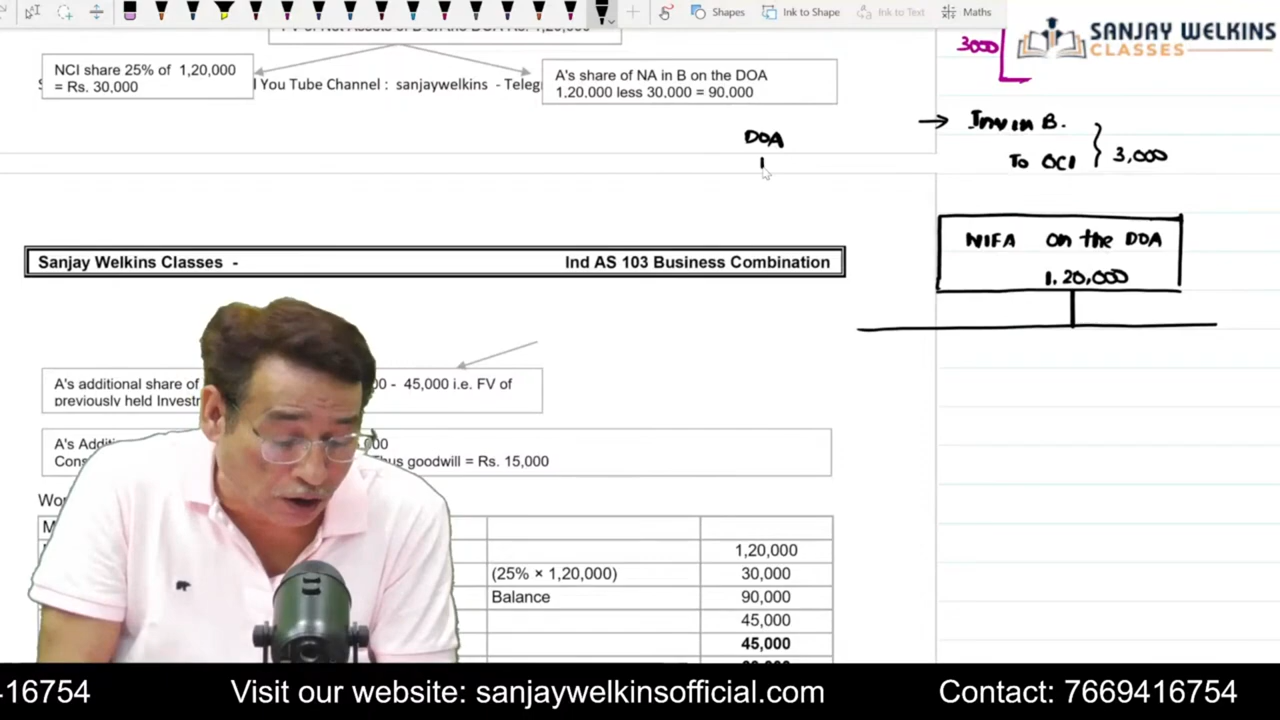 Shapes
Ink to Shape
Ink to Text
Maths
SANJAY WELKINS
CLASSES
3000
NCI share 25% of 1,20,000
= Rs. 30,000
You Tube Channel : sanjaywelkins - Teleg
A's share of NA in B on the DOA
1,20,000 less 30,000 = 90,000
DOA
→ Inv in B.
To OCI } 3,000
NIFA on the DOA
1,20,000
Sanjay Welkins Classes -
Ind AS 103 Business Combination
A's additional share of
00 - 45,000 i.e. FV of
previously held Invest
A's Addit
,000
Cons
Thus goodwill = Rs. 15,000
Wor
M
1,20,000
(25% × 1,20,000) 30,000
Balance 90,000
45,000
45,000
416754
Visit our website: sanjaywelkinsofficial.com
Contact: 7669416754